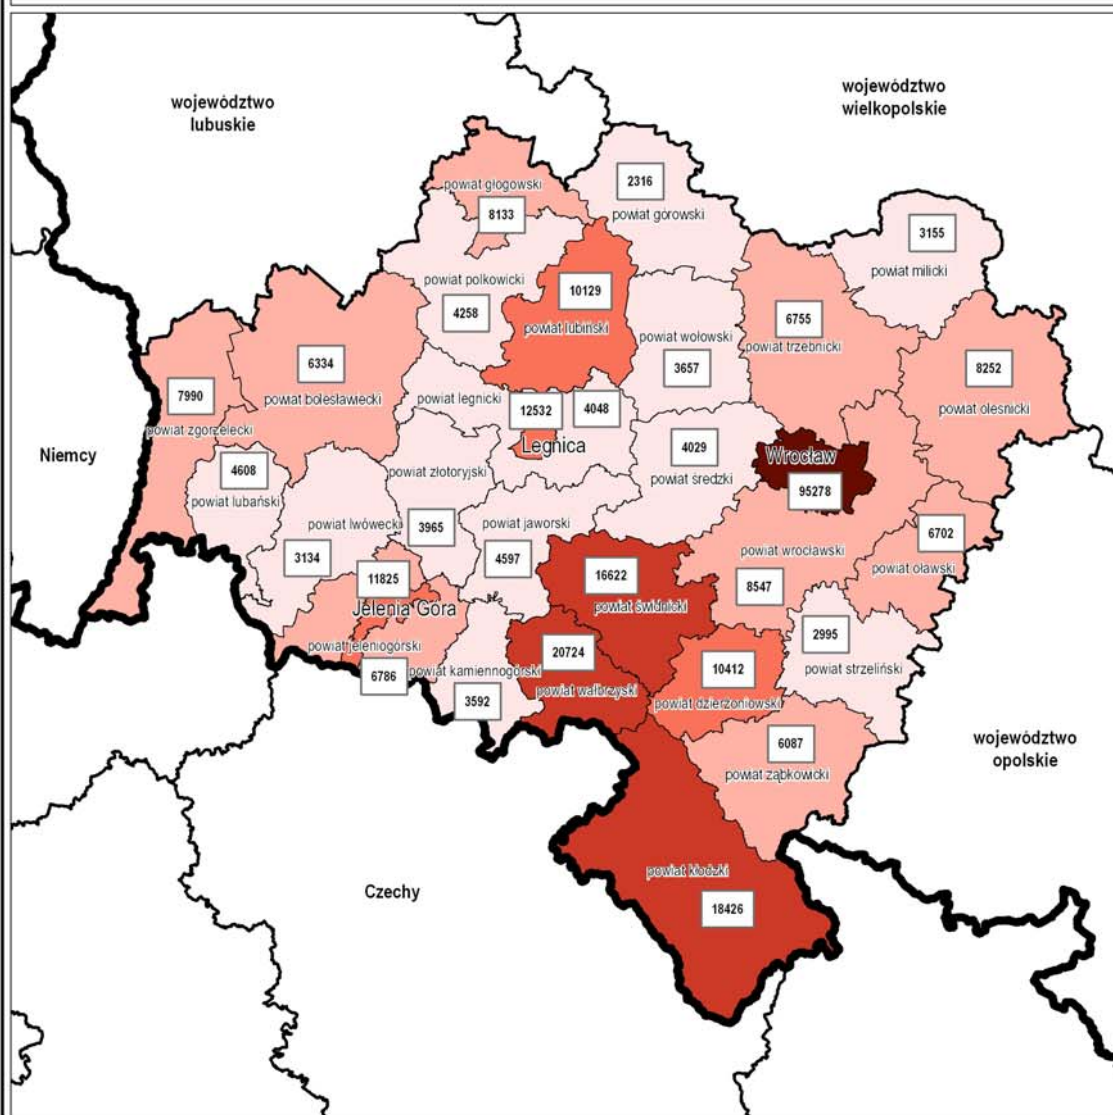 województwo
lubuskie
województwo
wielkopolskie
powiat głogowski
8133
2316
powiat górowski
3155
powiat milicki
powiat polkowicki
4258
10129
powiat lubiński
powiat wołowski
3657
6755
powiat trzebnicki
8252
powiat olesnicki
7990
powiat zgorzelecki
6334
powiat bolesławiecki
powiat legnicki
12532
4048
Legnica
Niemcy
4608
powiat lubański
powiat złotoryjski
3965
4029
powiat średzki
Wrocław
95278
powiat lwówecki
3134
powiat jaworski
4597
11825
Jelenia Góra
16622
powiat świdnicki
powiat wrocławski
8547
6702
powiat oławski
powiat jeleniogórski
6786
powiat kamiennogórski
3592
20724
powiat wałbrzyski
10412
powiat dzierżoniowski
2995
powiat strzeliński
6087
powiat ząbkowicki
województwo
opolskie
Czechy
powiat kłodzki
18426